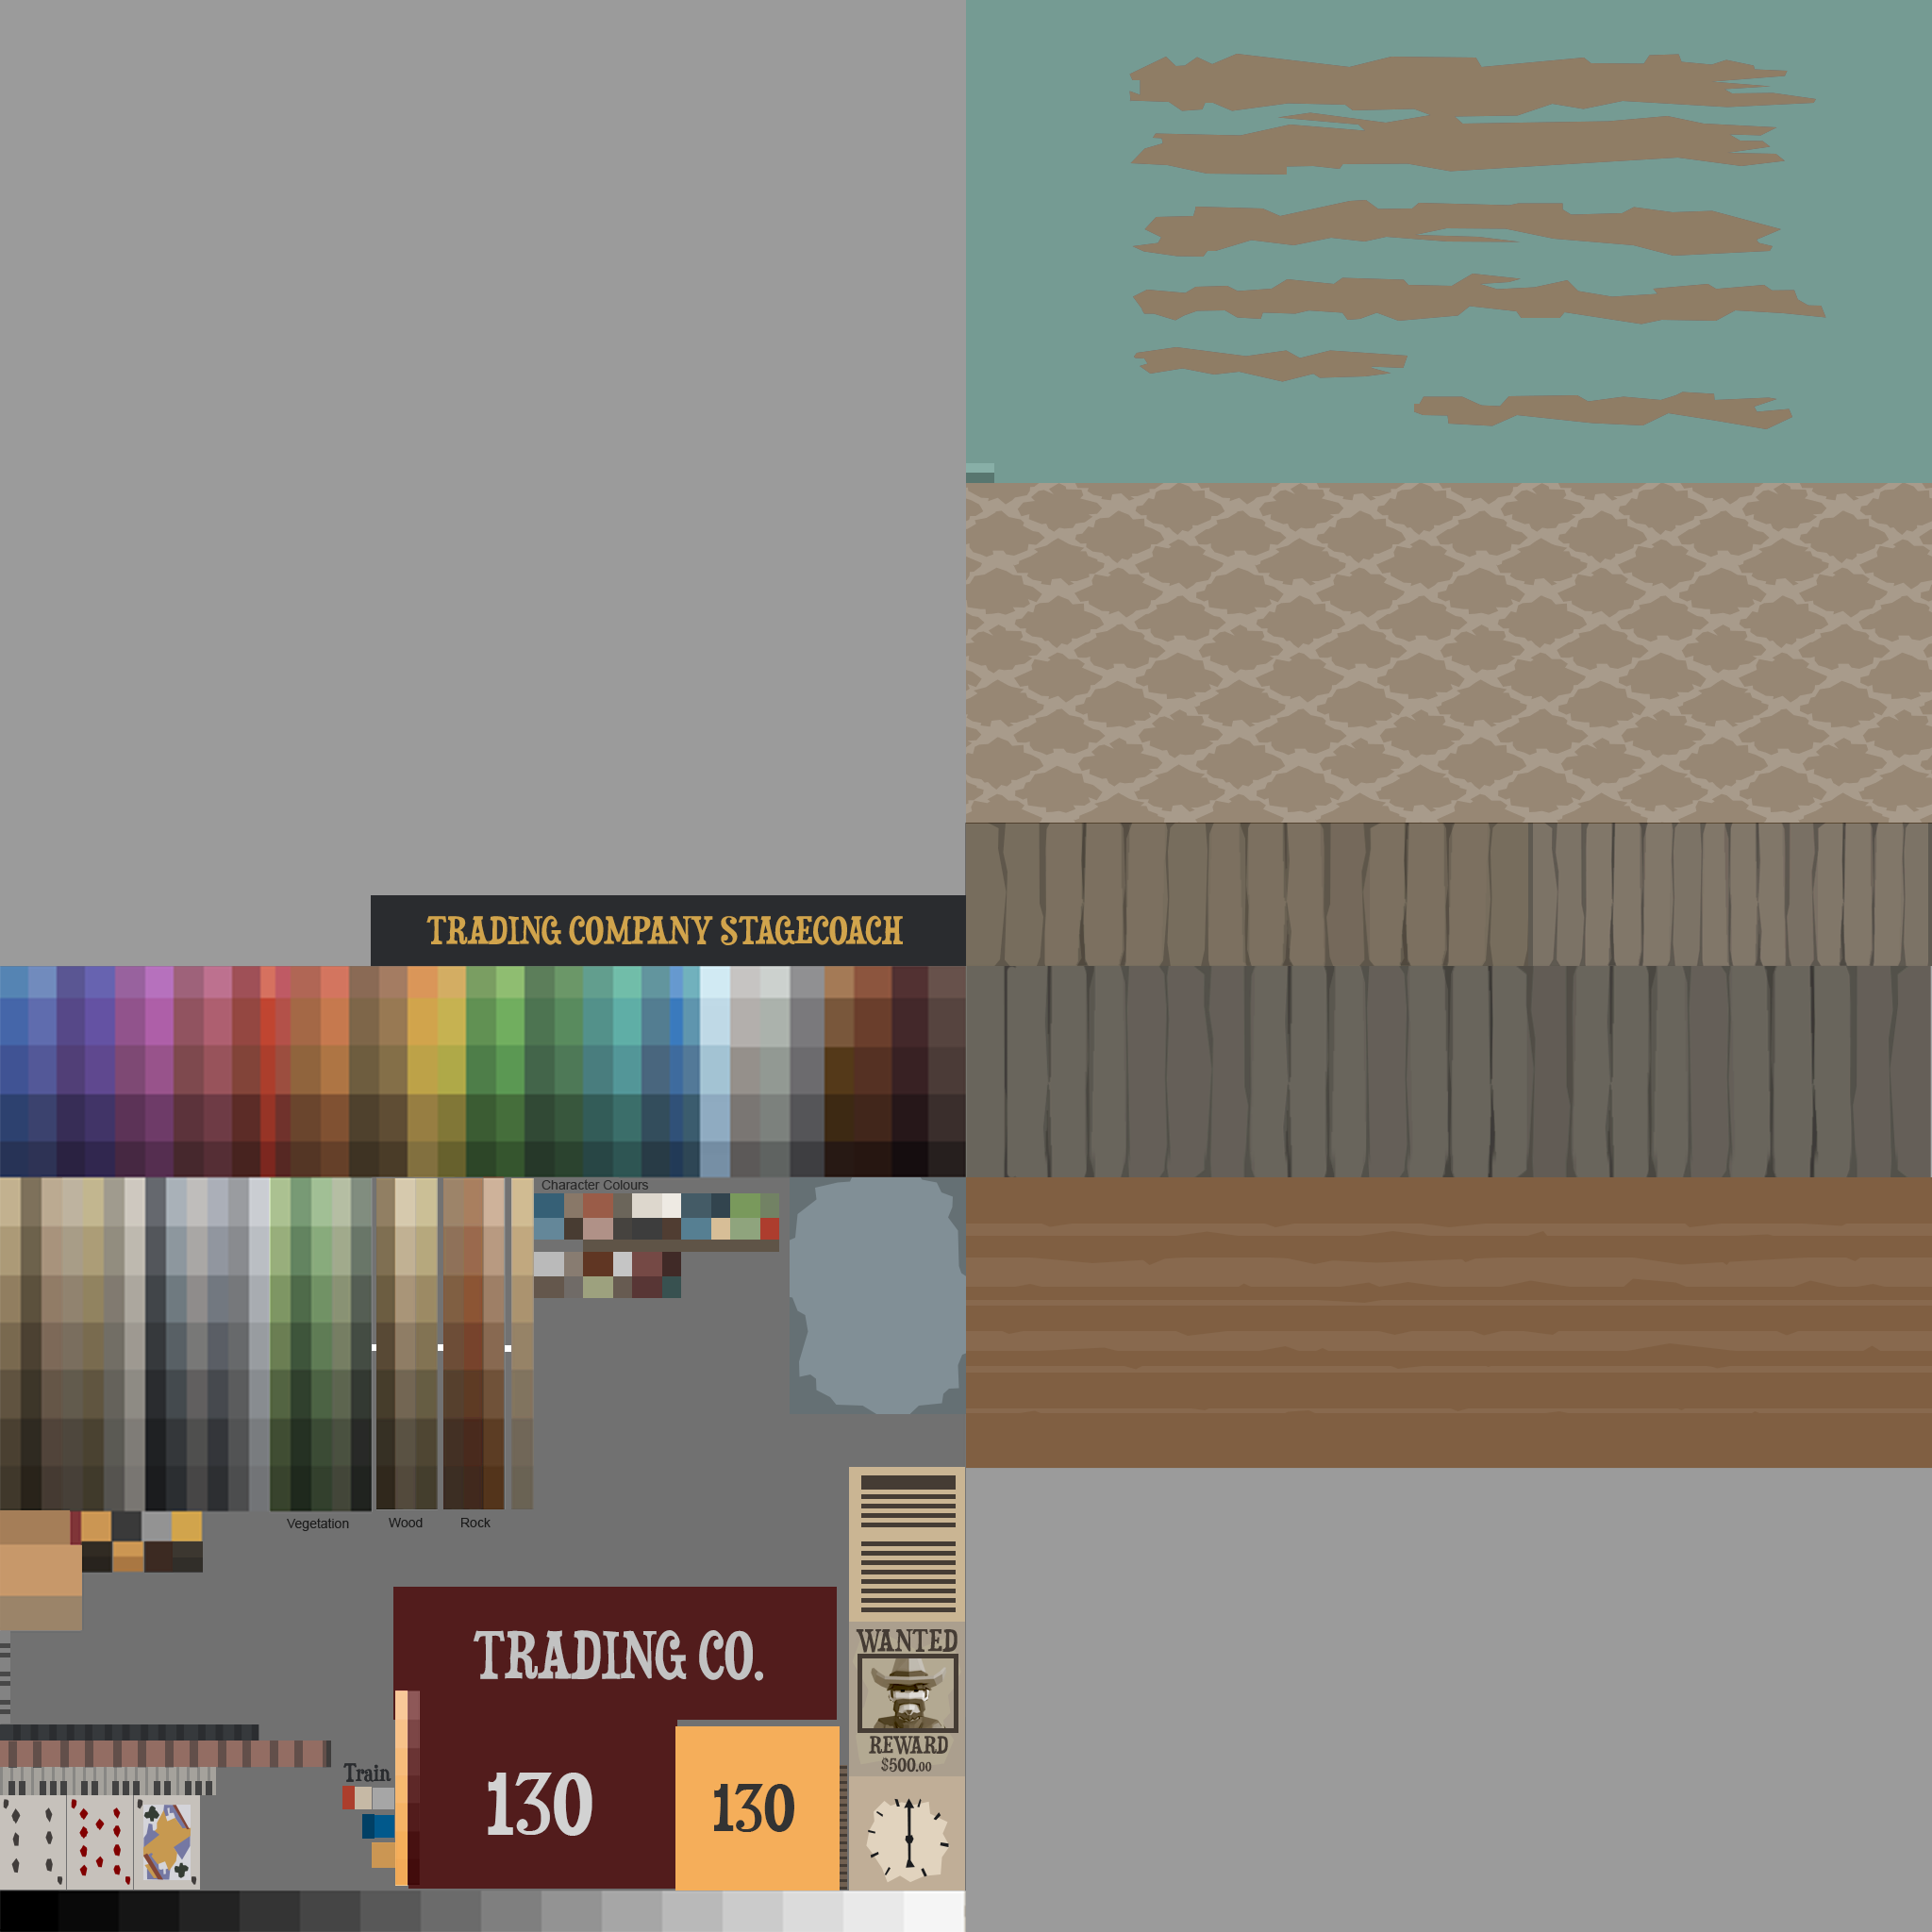 TRADING COMPANY STAGECOACH
Character Colours
Vegetation
Wood
Rock
TRADING CO.
WANTED
REWARD
$500.00
Train
130
130